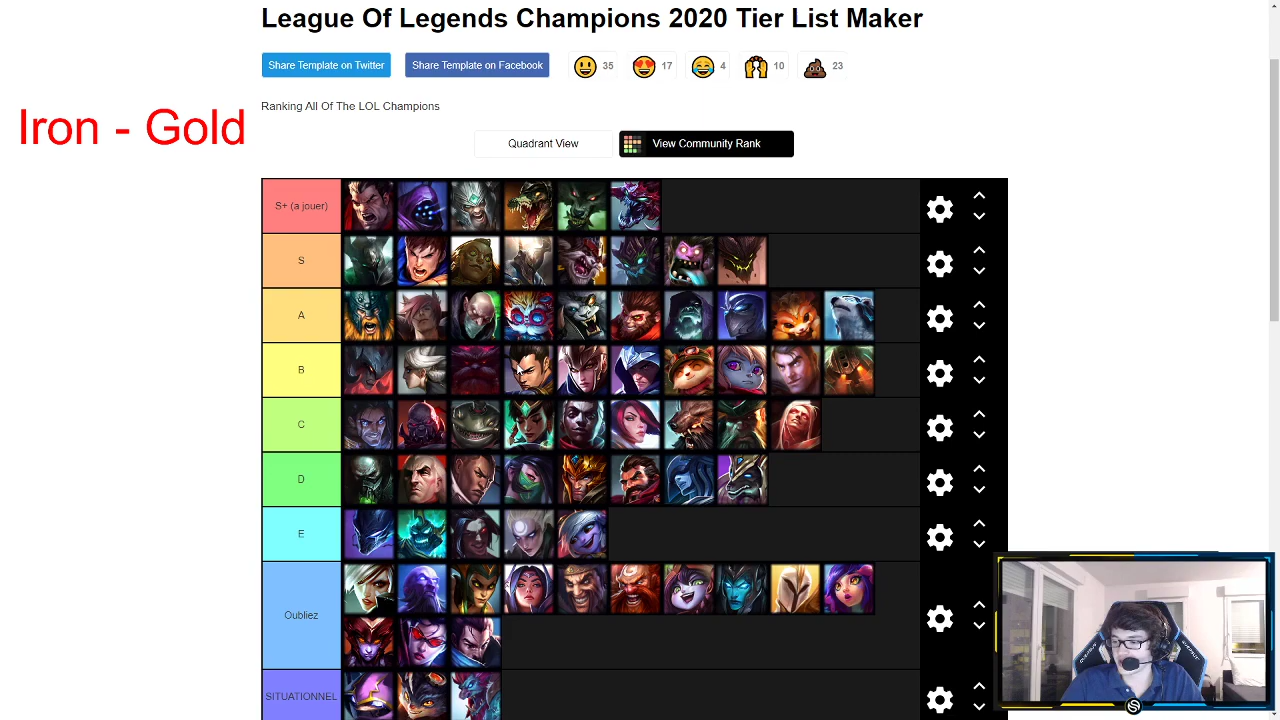 League Of Legends Champions 2020 Tier List Maker
Share Template on Twitter
Share Template on Facebook
35
17
4
10
23
Ranking All Of The LOL Champions
Iron - Gold
Quadrant View
View Community Rank
S+ (a jouer)
S
A
B
C
D
E
Oubliez
SITUATIONNEL